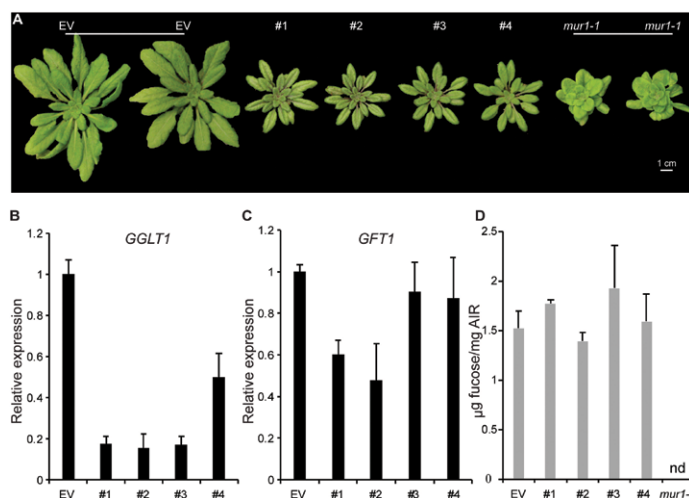 A
EV EV #1 #2 #3 #4 mur1-1 mur1-1
1 cm
B
GGLT1
Relative expression
1.2
1
0.8
0.6
0.4
0.2
0
EV #1 #2 #3 #4
C
GFT1
Relative expression
1.2
1
0.8
0.6
0.4
0.2
0
EV #1 #2 #3 #4
D
µg fucose/mg AIR
2.5
2
1.5
1
0.5
0
nd
EV #1 #2 #3 #4 mur1-